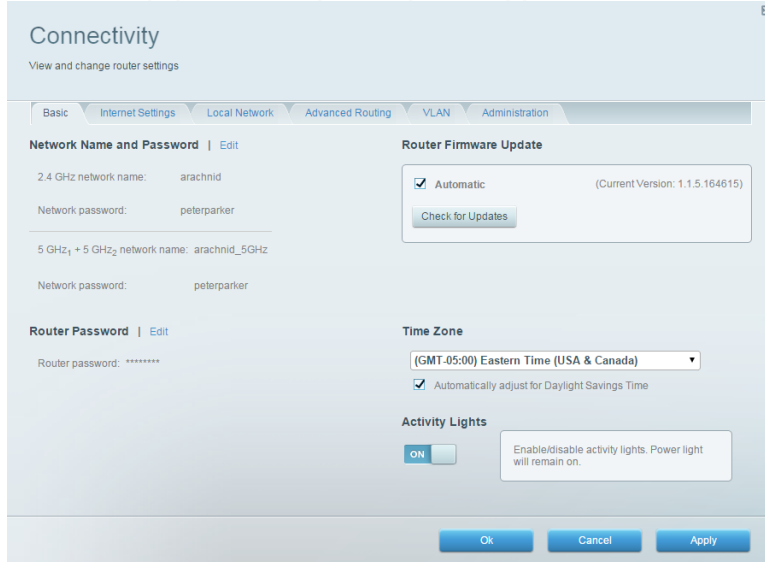 Connectivity
View and change router settings
Basic Internet Settings Local Network Advanced Routing VLAN Administration
Network Name and Password | Edit
2.4 GHz network name: arachnid
Network password: peterparker
5 GHz1 + 5 GHz2 network name: arachnid_5GHz
Network password: peterparker
Router Firmware Update
Automatic (Current Version: 1.1.5.164615)
Check for Updates
Router Password | Edit
Router password: ********
Time Zone
(GMT-05:00) Eastern Time (USA & Canada)
Automatically adjust for Daylight Savings Time
Activity Lights
ON
Enable/disable activity lights. Power light
will remain on.
Ok Cancel Apply